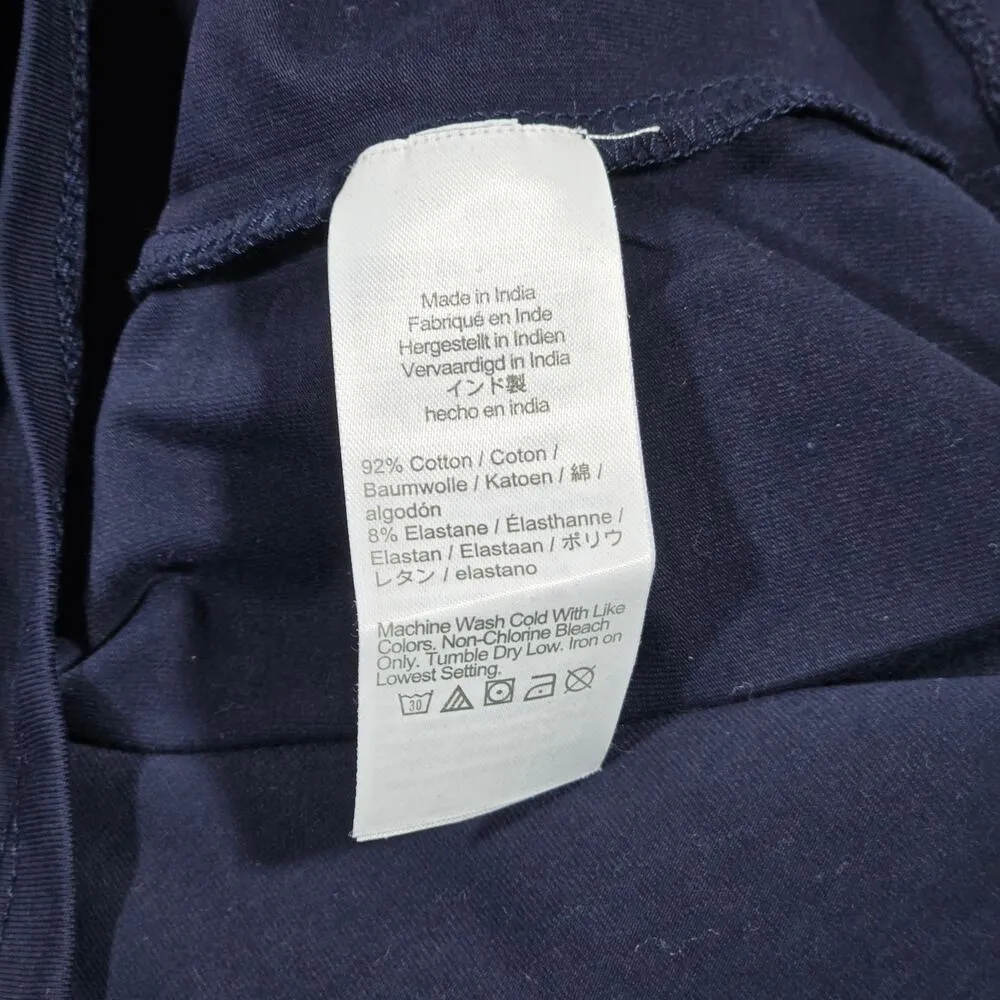 Made in India
Fabriqué en Inde
Hergestellt in Indien
Vervaardigd in India
インド製
hecho en india
92% Cotton / Coton /
Baumwolle / Katoen / 綿 /
algodón
8% Elastane / Élasthanne /
Elastan / Elastaan / ポリウ
レタン / elastano
Machine Wash Cold With Like
Colors. Non-Chlorine Bleach
Only. Tumble Dry Low. Iron on
Lowest Setting.
30